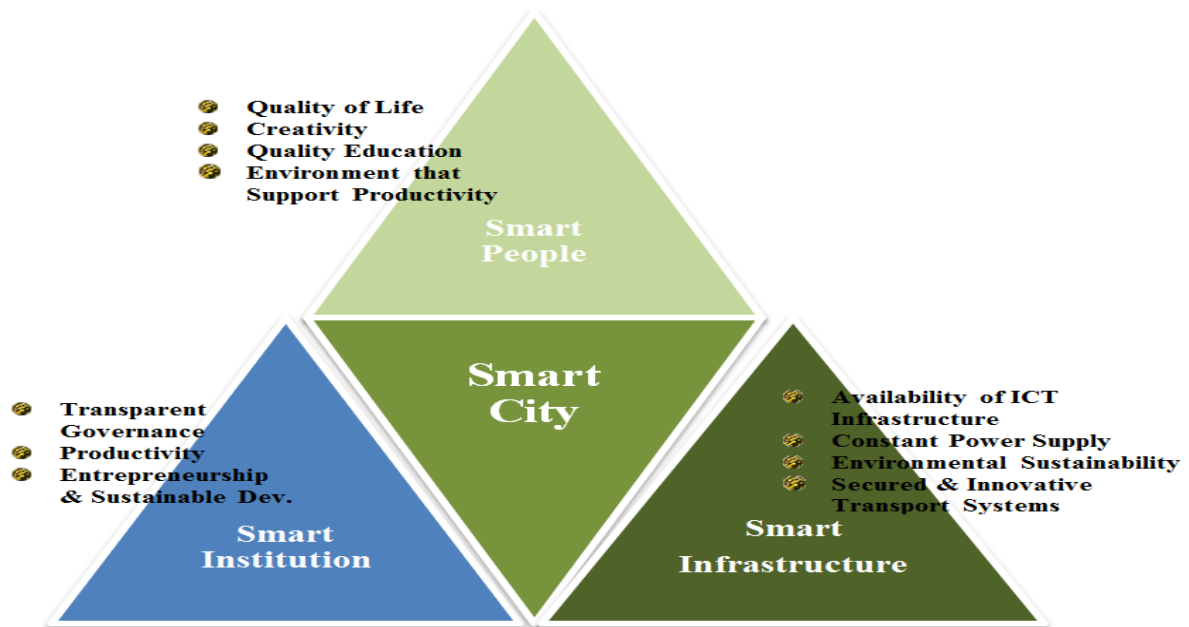 Quality of Life
Creativity
Quality Education
Environment that
Support Productivity
Smart
People
Smart
City
Transparent
Governance
Productivity
Entrepreneurship
& Sustainable Dev.
Smart
Institution
Availability of ICT
Infrastructure
Constant Power Supply
Environmental Sustainability
Secured & Innovative
Transport Systems
Smart
Infrastructure